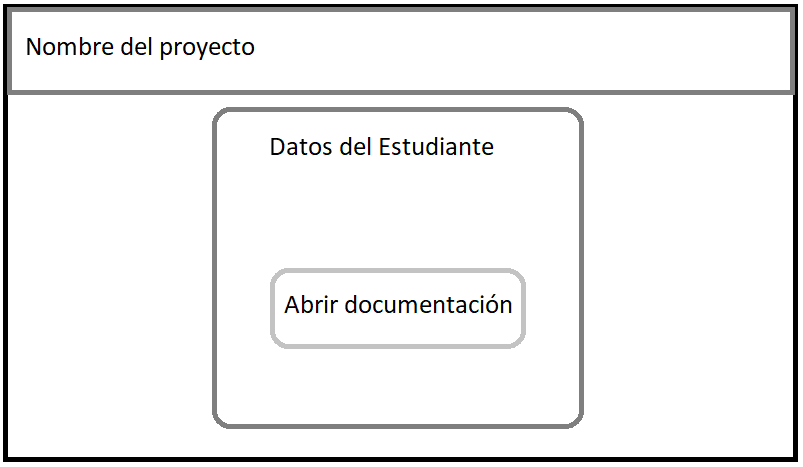 Nombre del proyecto
Datos del Estudiante
Abrir documentación